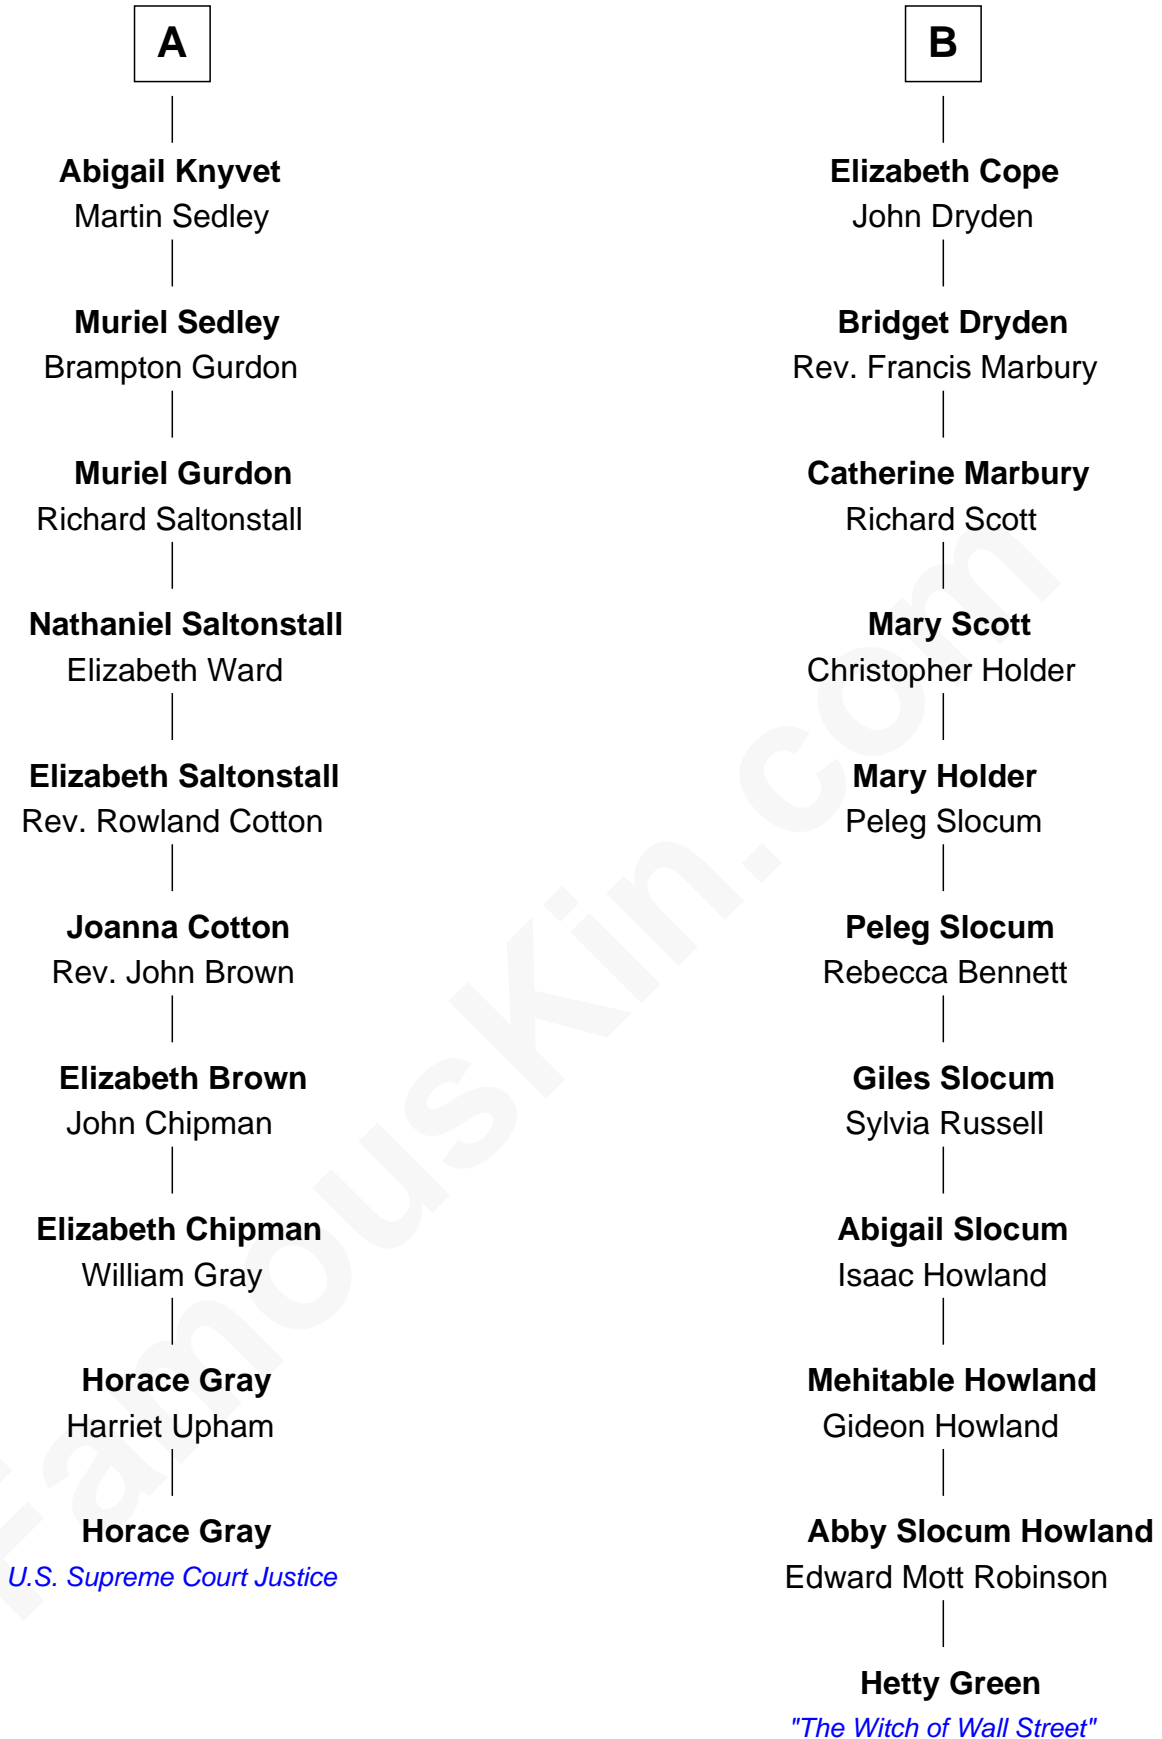 A
Abigail Knyvet
Martin Sedley
Muriel Sedley
Brampton Gurdon
Muriel Gurdon
Richard Saltonstall
Nathaniel Saltonstall
Elizabeth Ward
Elizabeth Saltonstall
Rev. Rowland Cotton
Joanna Cotton
Rev. John Brown
Elizabeth Brown
John Chipman
Elizabeth Chipman
William Gray
Horace Gray
Harriet Upham
Horace Gray
U.S. Supreme Court Justice
B
Elizabeth Cope
John Dryden
Bridget Dryden
Rev. Francis Marbury
Catherine Marbury
Richard Scott
Mary Scott
Christopher Holder
Mary Holder
Peleg Slocum
Peleg Slocum
Rebecca Bennett
Giles Slocum
Sylvia Russell
Abigail Slocum
Isaac Howland
Mehitable Howland
Gideon Howland
Abby Slocum Howland
Edward Mott Robinson
Hetty Green
"The Witch of Wall Street"
FamousKin.com